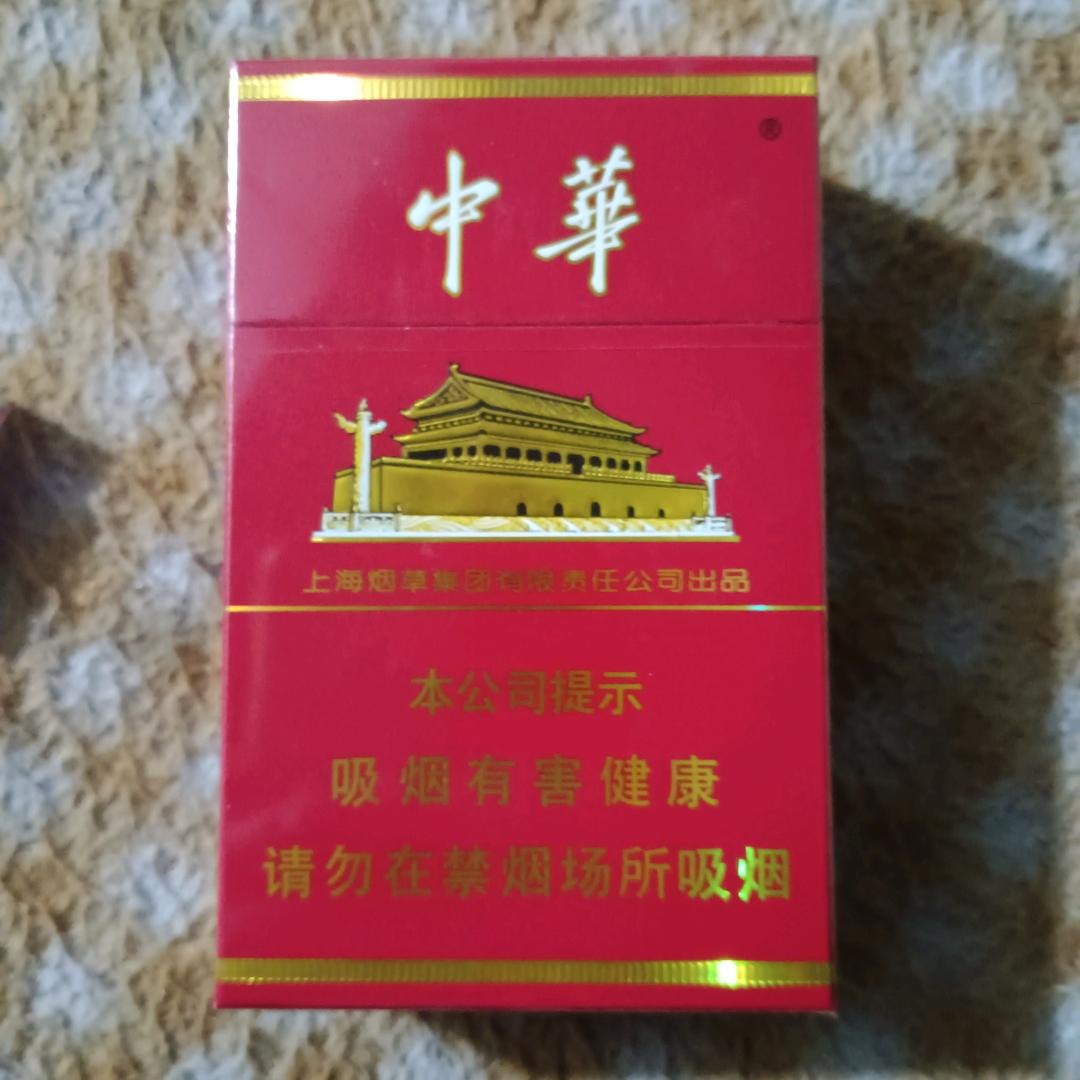 中華
®
上海烟草集团有限责任公司出品
本公司提示
吸烟有害健康
请勿在禁烟场所吸烟